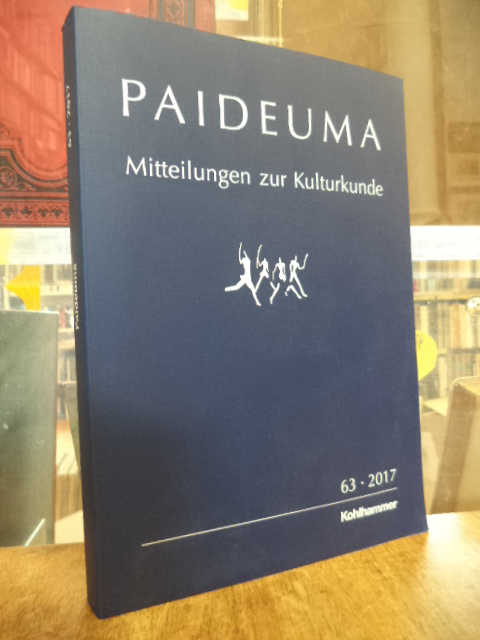 PAIDEUMA
Mitteilungen zur Kulturkunde
63 · 2017
Kohlhammer
63 · 2017
PAIDEUMA